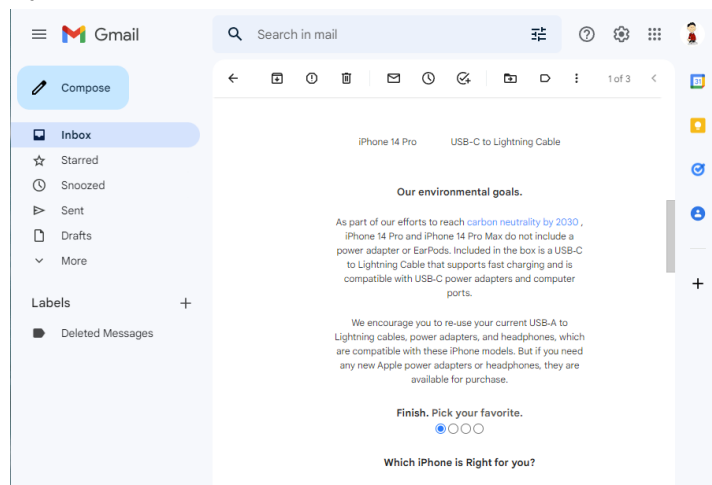 Gmail
Search in mail
Compose
1 of 3
31
Inbox
Starred
Snoozed
Sent
Drafts
More
Labels
Deleted Messages
iPhone 14 Pro USB-C to Lightning Cable
Our environmental goals.
As part of our efforts to reach carbon neutrality by 2030 ,
iPhone 14 Pro and iPhone 14 Pro Max do not include a
power adapter or EarPods. Included in the box is a USB-C
to Lightning Cable that supports fast charging and is
compatible with USB-C power adapters and computer
ports.
We encourage you to re-use your current USB-A to
Lightning cables, power adapters, and headphones, which
are compatible with these iPhone models. But if you need
any new Apple power adapters or headphones, they are
available for purchase.
Finish. Pick your favorite.
Which iPhone is Right for you?